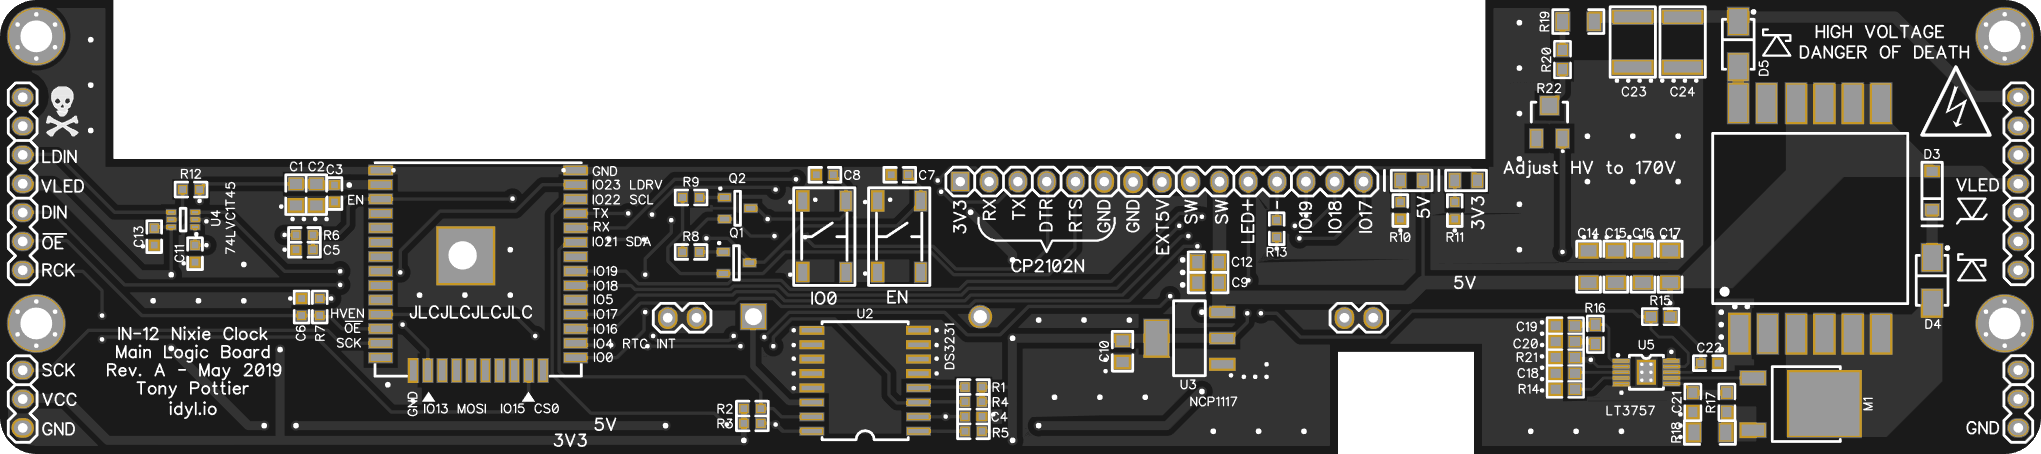 HIGH VOLTAGE
DANGER OF DEATH
R19
R20
R22
C23
C24
D5
Adjust HV to 170V
D3
VLED
D4
LDIN
VLED
DIN
OE
RCK
R12
U4
74LVC1T45
C13
C11
C1
C2
C3
EN
R6
C5
C6
R7
HVEN
OE
SCK
JLCJLCJLCJLC
GND
IO23 LDRV
IO22 SCL
TX
RX
IO21 SDA
IO19
IO18
IO5
IO17
IO16
IO4 RTC INT
IO0
GND
IO13 MOSI
IO15 CS0
R9
R8
Q2
Q1
C8
C7
IO0
EN
3V3
RX
TX
DTR
RTS
GND
GND
EXT5V
SW
SW
LED+
-
IO19
IO18
IO17
CP2102N
R13
R10
5V
R11
3V3
C12
C9
C14
C15
C16
C17
5V
R15
R16
IN-12 Nixie Clock
Main Logic Board
Rev. A - May 2019
Tony Pottier
idyl.io
SCK
VCC
GND
U2
DS3231
R1
R4
C4
R5
R2
R3
5V
3V3
C10
U3
NCP1117
C19
C20
R21
C18
R14
U5
LT3757
C22
C21
R17
R18
M1
GND